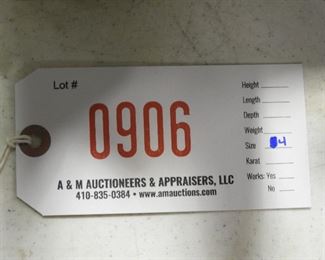 Lot #
0906
A & M AUCTIONEERS & APPRAISERS, LLC
410-835-0384 • www.amauctions.com
Height
Length
Depth
Weight
Size 4
Karat
Works: Yes
No